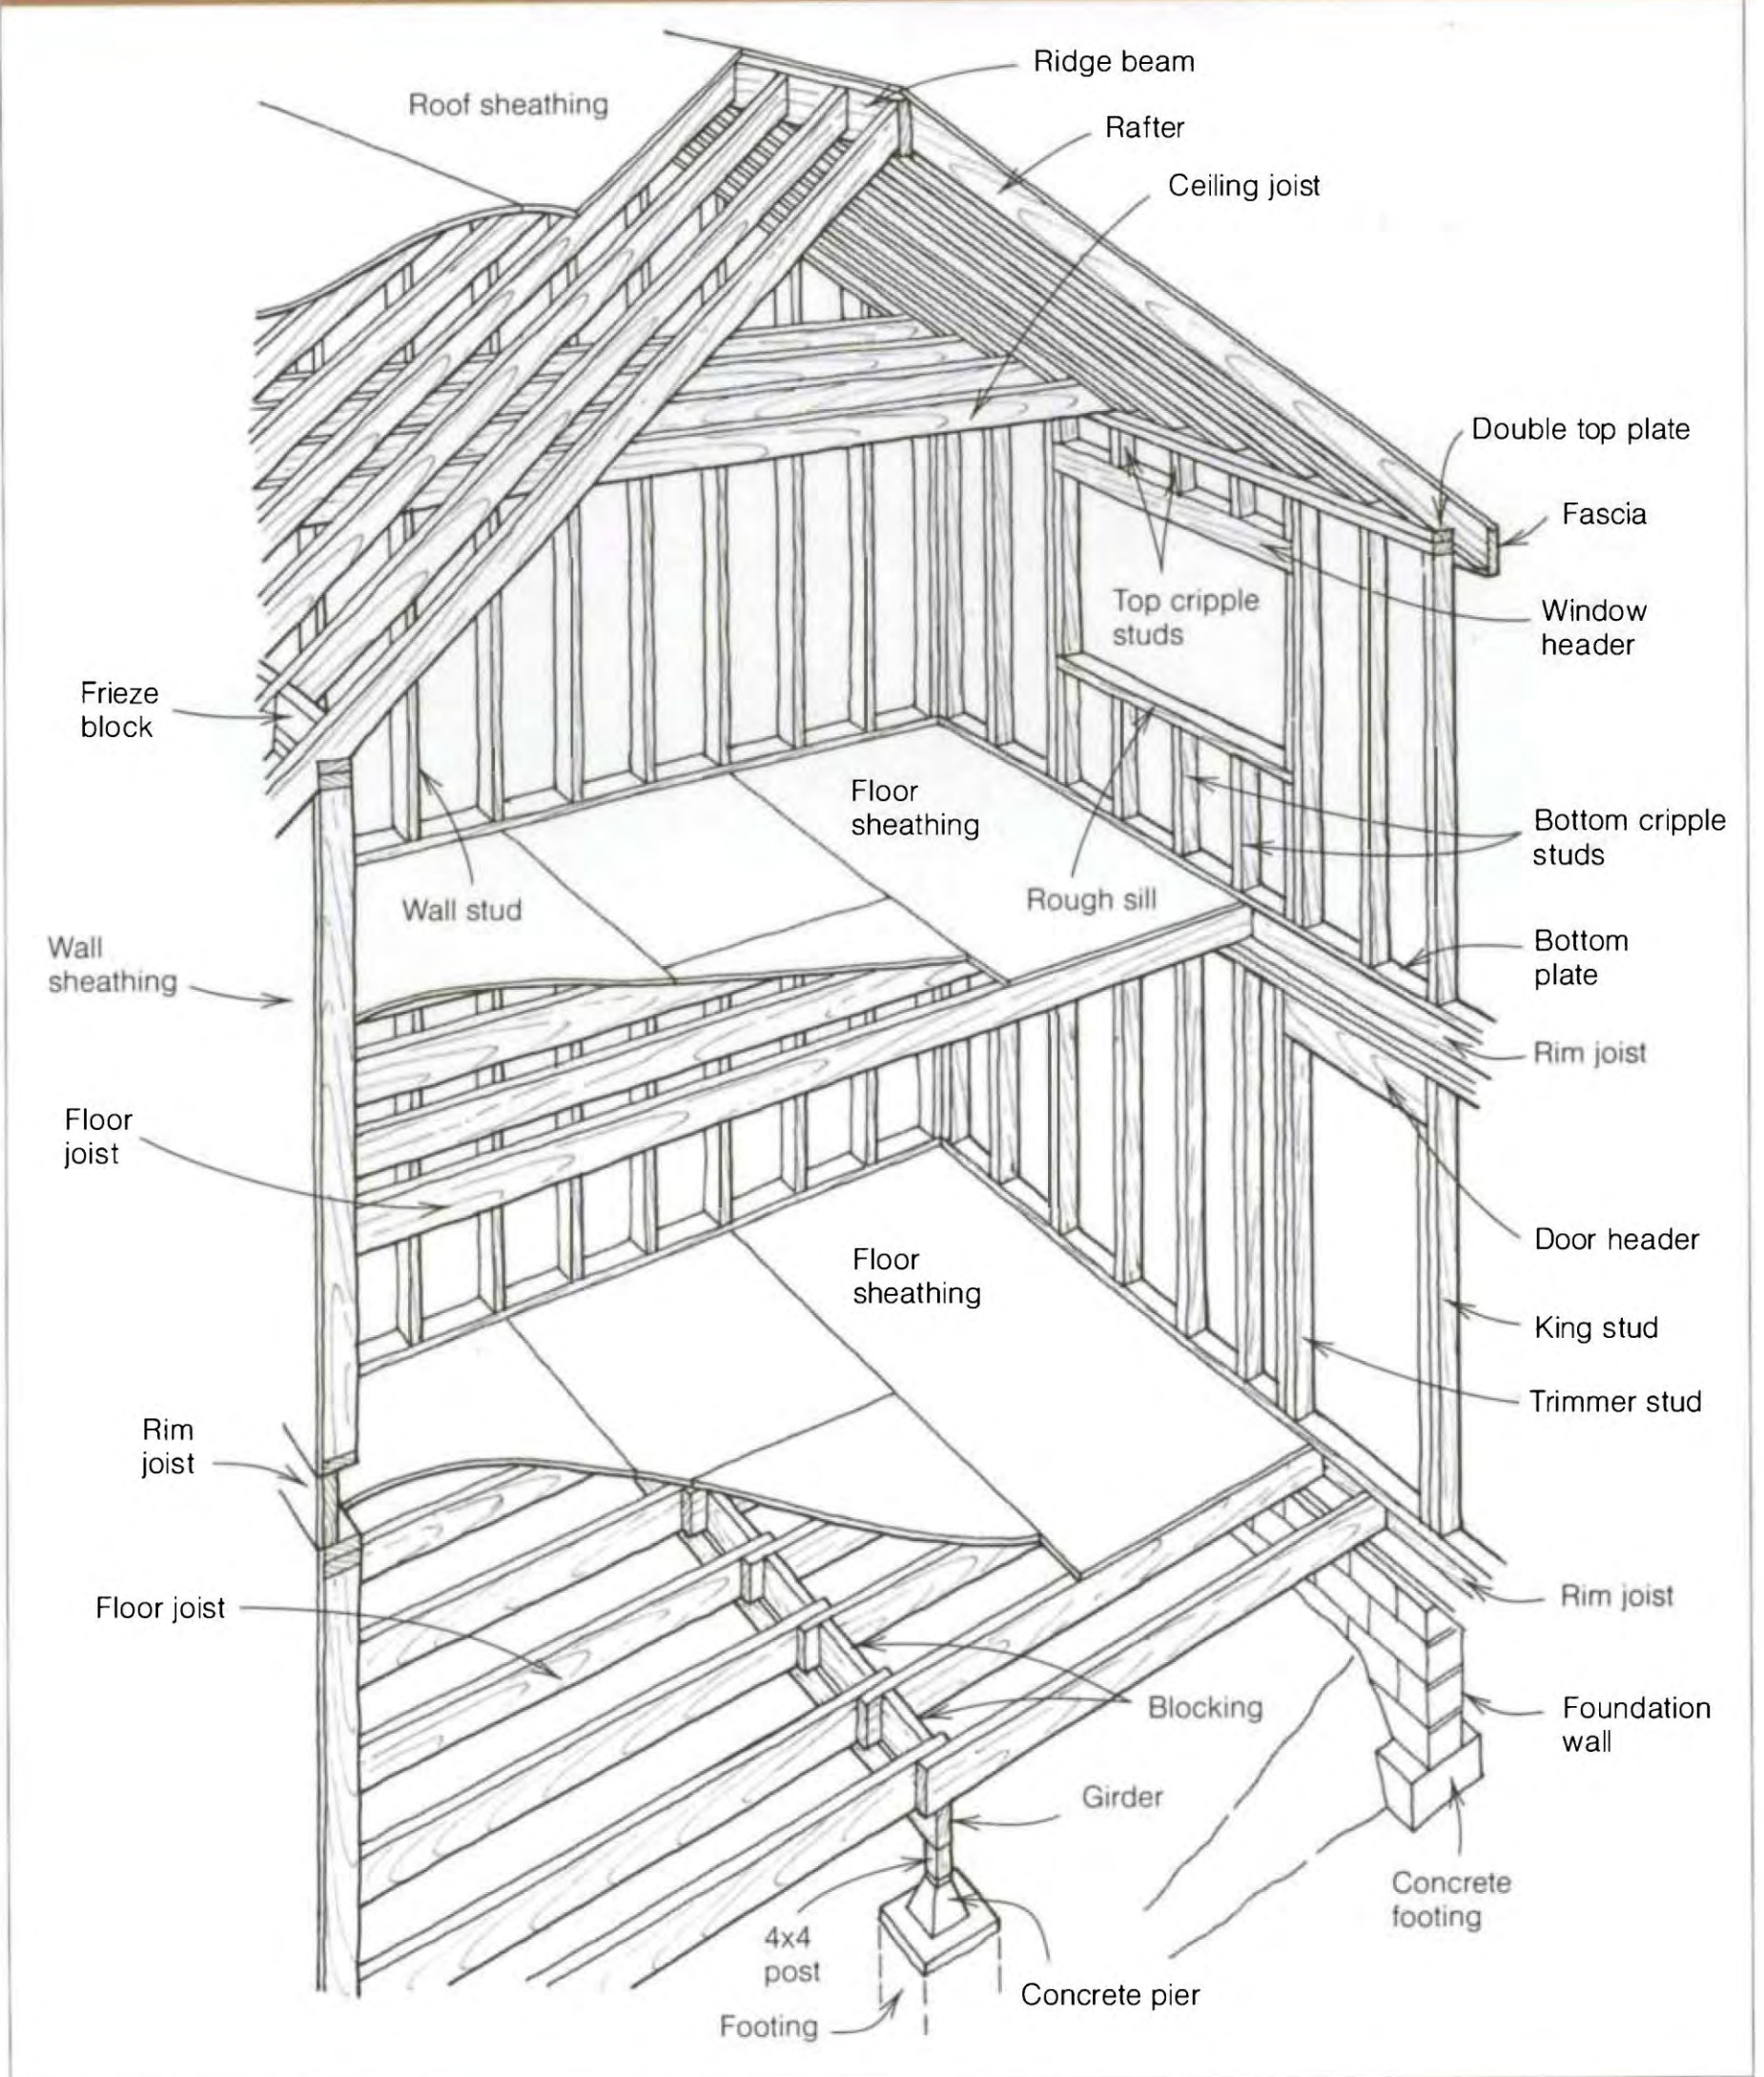 Ridge beam
Roof sheathing
Rafter
Ceiling joist
Double top plate
Fascia
Top cripple
studs
Window
header
Frieze
block
Floor
sheathing
Bottom cripple
studs
Wall stud
Rough sill
Wall
sheathing
Bottom
plate
Rim joist
Floor
joist
Door header
Floor
sheathing
King stud
Trimmer stud
Rim
joist
Rim joist
Floor joist
Blocking
Foundation
wall
Girder
Concrete
footing
4x4
post
Concrete pier
Footing